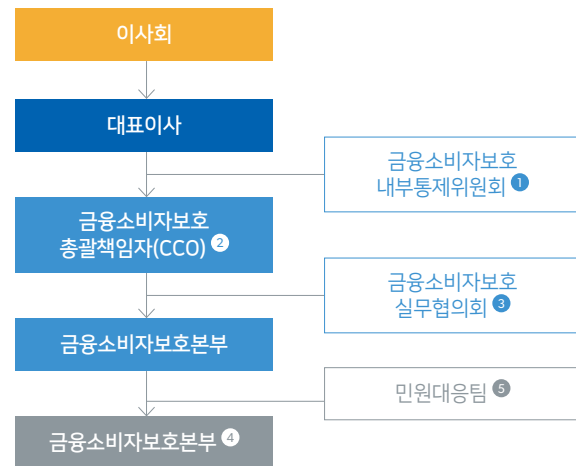 이사회
대표이사
금융소비자보호
내부통제위원회 1
금융소비자보호
총괄책임자(CCO) 2
금융소비자보호
실무협의회 3
금융소비자보호본부
민원대응팀 5
금융소비자보호본부 4